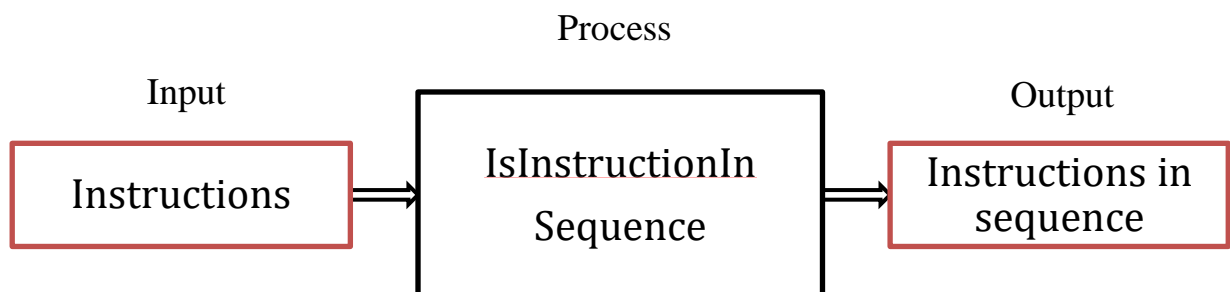 Process
Input
Output
Instructions
IsInstructionIn
Sequence
Instructions in
sequence